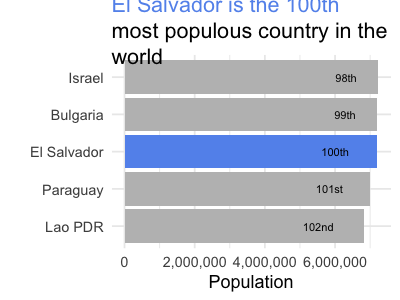 El Salvador is the 100th
most populous country in the
world
Israel 98th
Bulgaria 99th
El Salvador 100th
Paraguay 101st
Lao PDR 102nd
0 2,000,000 4,000,000 6,000,000
Population